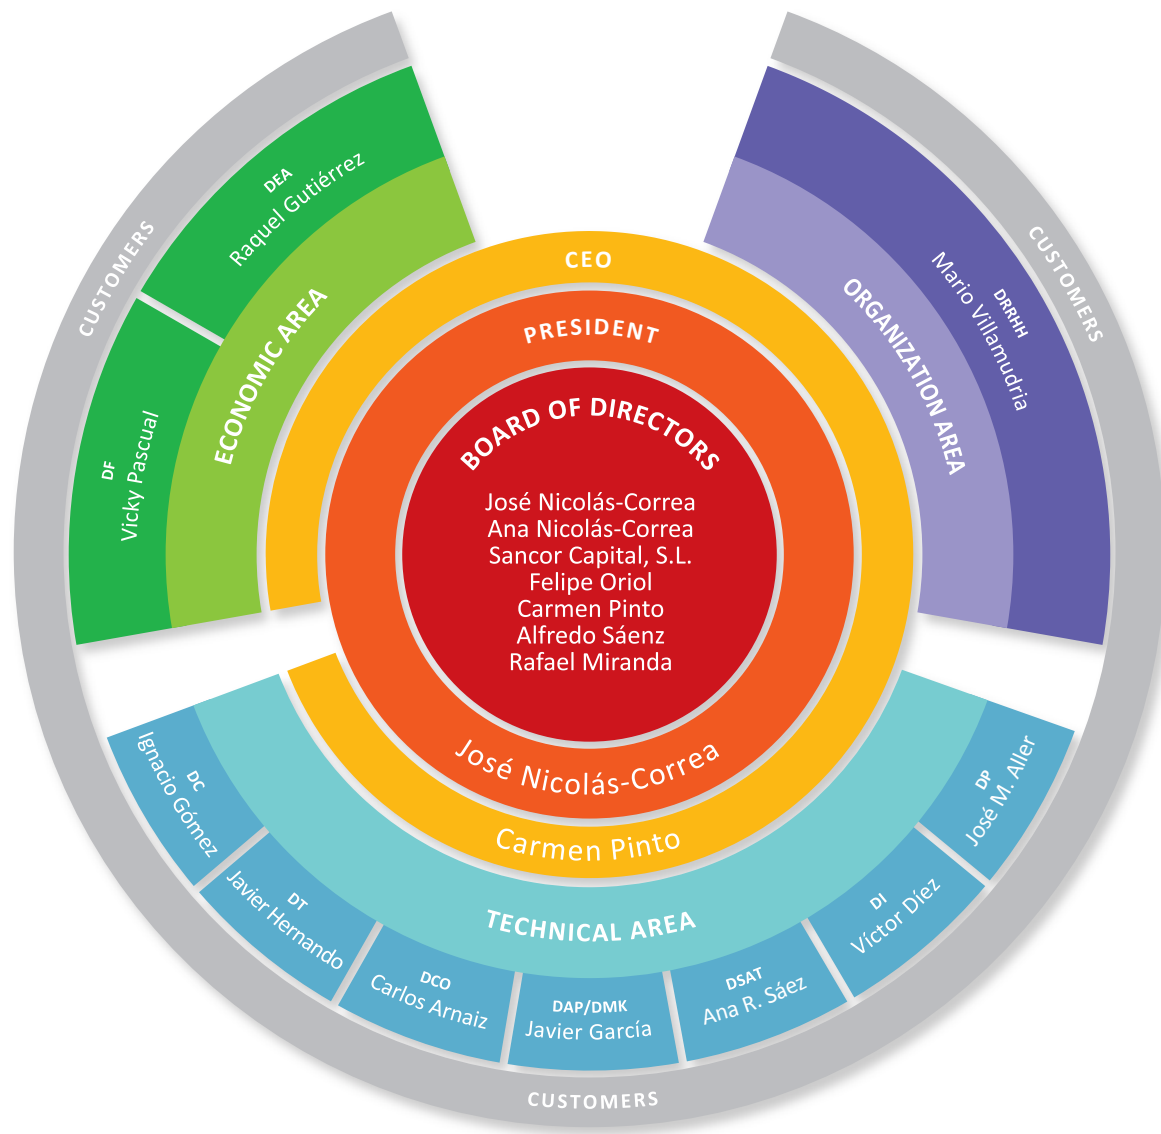 CUSTOMERS
DEA
Raquel Gutiérrez
DF
Vicky Pascual
ECONOMIC AREA
CEO
PRESIDENT
BOARD OF DIRECTORS
José Nicolás-Correa
Ana Nicolás-Correa
Sancor Capital, S.L.
Felipe Oriol
Carmen Pinto
Alfredo Sáenz
Rafael Miranda
José Nicolás-Correa
Carmen Pinto
ORGANIZATION AREA
DRRHH
Mario Villamudria
CUSTOMERS
TECHNICAL AREA
DC
Ignacio Gómez
DT
Javier Hernando
DCO
Carlos Arnaiz
DAP/DMK
Javier García
DSAT
Ana R. Sáez
DI
Víctor Díez
DP
José M. Aller
CUSTOMERS